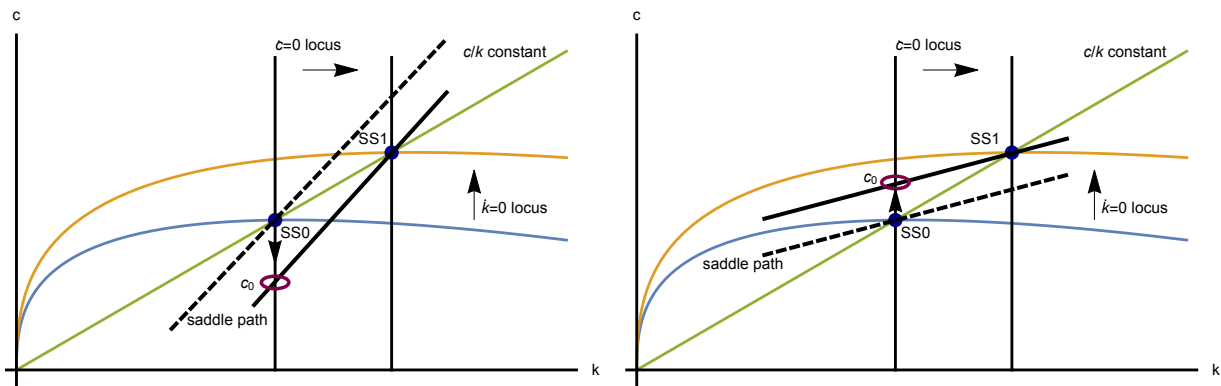 c
ċ=0 locus
c/k constant
SS1
SS0
k̇=0 locus
c₀
saddle path
k
c
ċ=0 locus
c/k constant
SS1
c₀
SS0
k̇=0 locus
saddle path
k